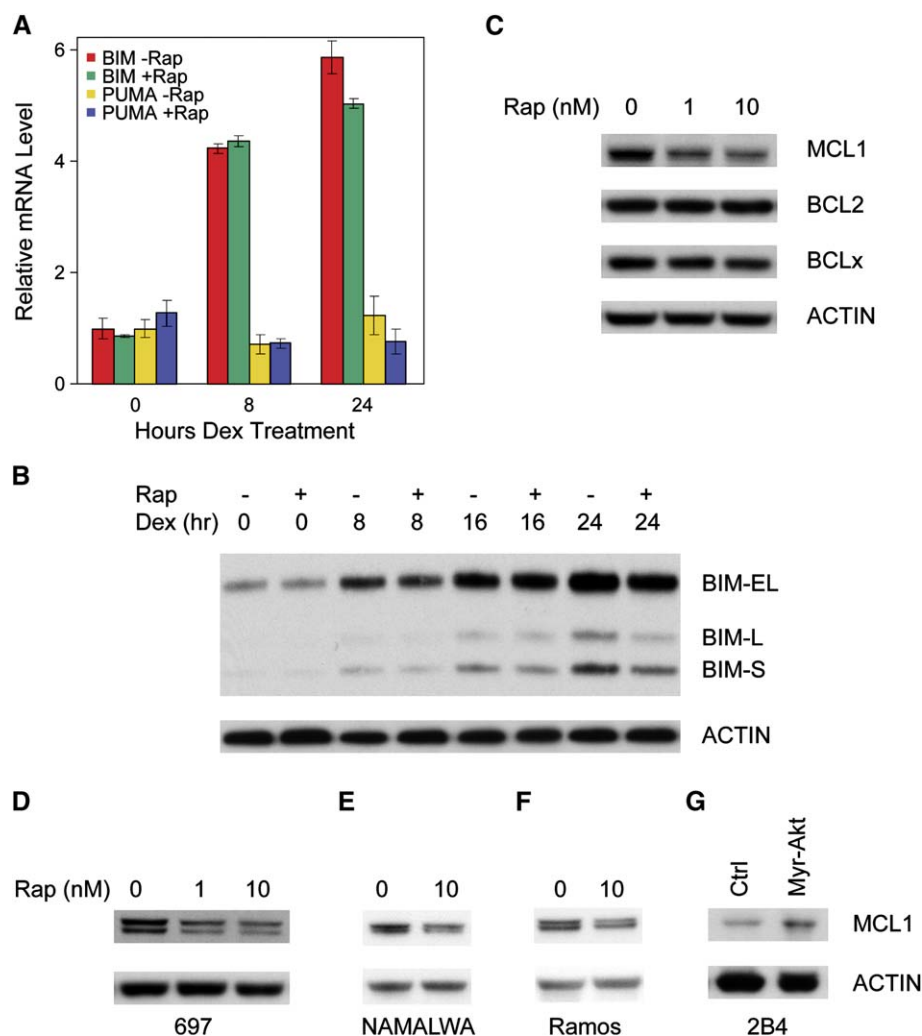 A
Relative mRNA Level
6
4
2
0
BIM -Rap
BIM +Rap
PUMA -Rap
PUMA +Rap
0 8 24
Hours Dex Treatment
C
Rap (nM) 0 1 10
MCL1
BCL2
BCLx
ACTIN
B
Rap - + - + - + - +
Dex (hr) 0 0 8 8 16 16 24 24
BIM-EL
BIM-L
BIM-S
ACTIN
D E F G
Ctrl Myr-Akt
Rap (nM) 0 1 10 0 10 0 10
MCL1
ACTIN
697 NAMALWA Ramos 2B4